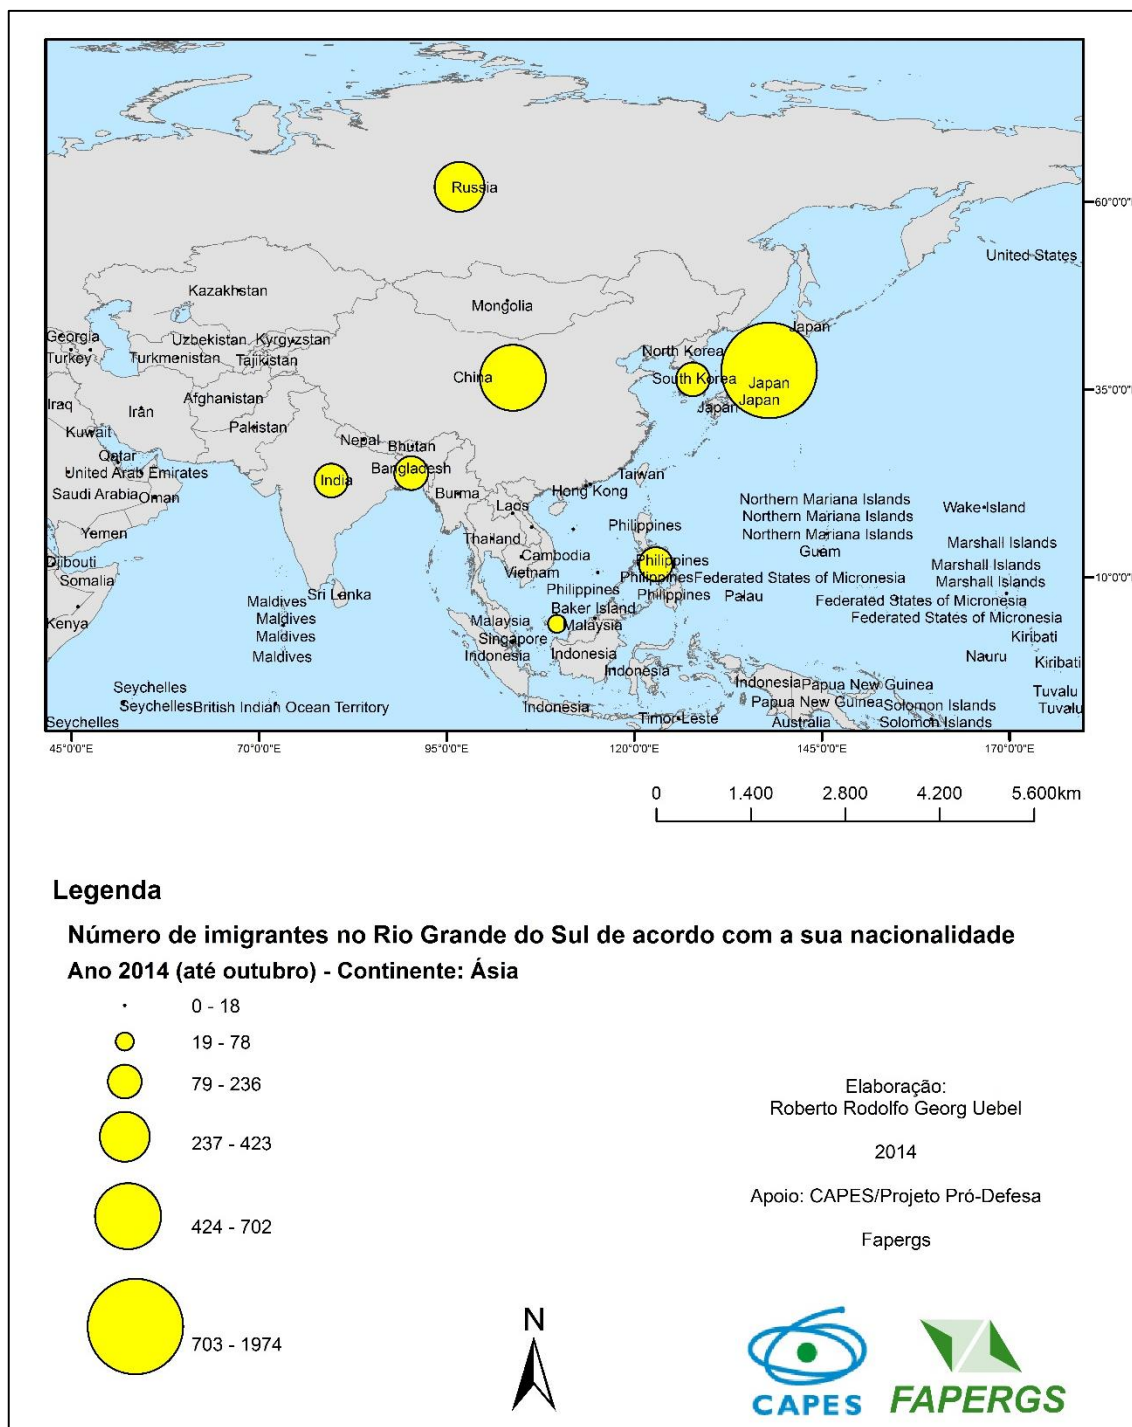 Russia
60°0'0"E
United States
Kazakhstan
Mongolia
Japan
Georgia
Uzbekistan
Kyrgyzstan
North Korea
Turkey
Turkmenistan
Tajikistan
China
South Korea
Japan
35°0'0"E
Afghanistan
Japan
Iraq
Iran
Japan
Kuwait
Pakistan
Nepal
Bhutan
Qatar
Bangladesh
United Arab Emirates
India
Taiwan
Saudi Arabia
Oman
Burma
Hong Kong
Northern Mariana Islands
Wake Island
Laos
Northern Mariana Islands
Yemen
Philippines
Northern Mariana Islands
Thailand
Guam
Marshall Islands
Djibouti
Cambodia
Philippines
Marshall Islands
Somalia
Vietnam
Philippines
Federated States of Micronesia
10°0'0"E
Marshall Islands
Maldives
Sri Lanka
Philippines
Philippines
Palau
Federated States of Micronesia
Maldives
Baker Island
Federated States of Micronesia
Kenya
Malaysia
Malaysia
Maldives
Singapore
Kiribati
Maldives
Indonesia
Indonesia
Nauru
Kiribati
Indonesia
Seychelles
Indonesia
Papua New Guinea
Tuvalu
Seychelles
British Indian Ocean Territory
Indonesia
Papua New Guinea
Solomon Islands
Tuvalu
Seychelles
Timor-Leste
Australia
Solomon Islands
45°0'0"E 70°0'0"E 95°0'0"E 120°0'0"E 145°0'0"E 170°0'0"E
0 1.400 2.800 4.200 5.600km
Legenda
Número de imigrantes no Rio Grande do Sul de acordo com a sua nacionalidade
Ano 2014 (até outubro) - Continente: Ásia
0 - 18
19 - 78
79 - 236
237 - 423
424 - 702
703 - 1974
Elaboração:
Roberto Rodolfo Georg Uebel
2014
Apoio: CAPES/Projeto Pró-Defesa
Fapergs
N
CAPES
FAPERGS